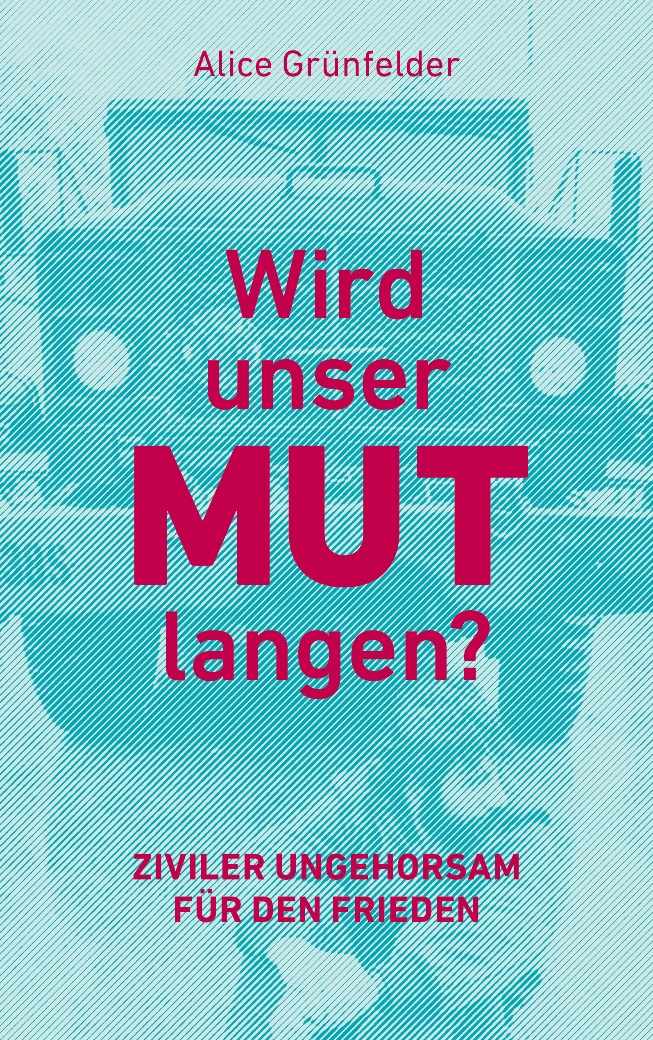 Alice Grünfelder
Wird
unser
MUT
langen?
ZIVILER UNGEHORSAM
FÜR DEN FRIEDEN